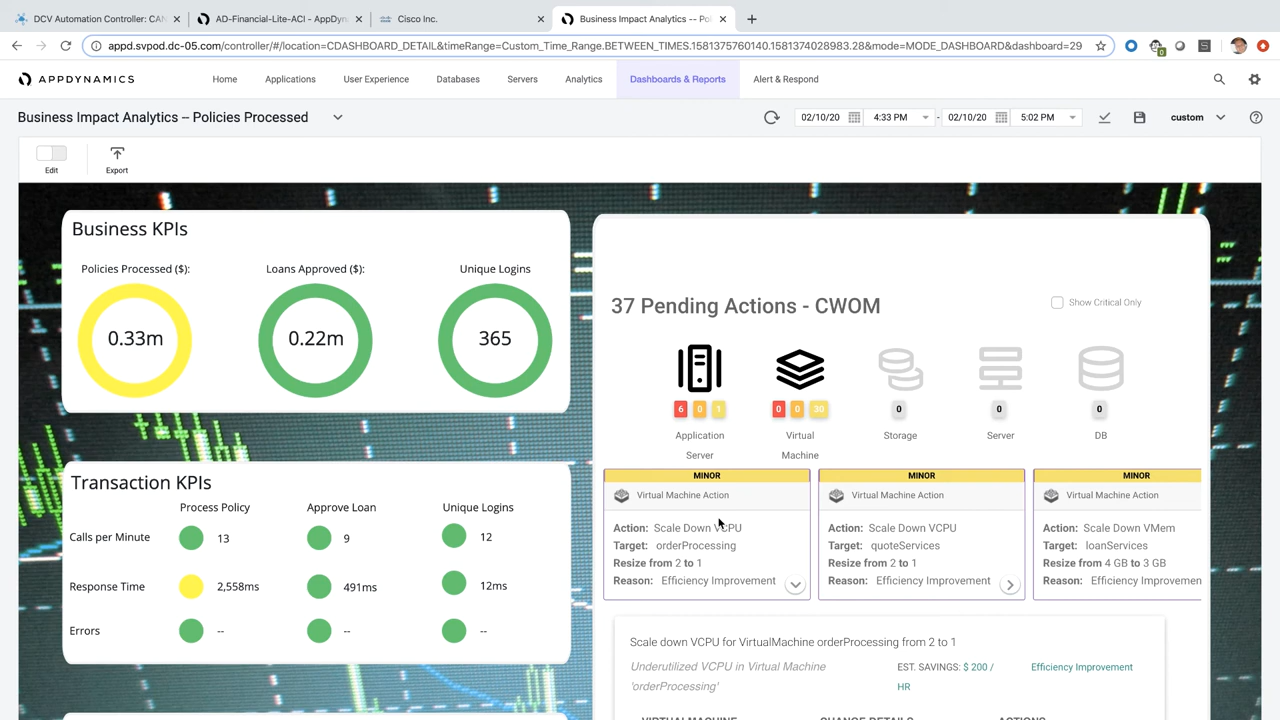 DCV Automation Controller: CAN
AD-Financial-Lite-ACI - AppDyn
Cisco Inc.
Business Impact Analytics -- Po
appd.svpod.dc-05.com/controller/#/location=CDASHBOARD_DETAIL&timeRange=Custom_Time_Range.BETWEEN_TIMES.1581375760140.1581374028983.28&mode=MODE_DASHBOARD&dashboard=29
APPDYNAMICS
Home
Applications
User Experience
Databases
Servers
Analytics
Dashboards & Reports
Alert & Respond
Business Impact Analytics – Policies Processed
02/10/20
4:33 PM
-
02/10/20
5:02 PM
custom
Edit
Export
Business KPIs
Policies Processed ($):
Loans Approved ($):
Unique Logins
0.33m
0.22m
365
Transaction KPIs
Process Policy
Approve Loan
Unique Logins
Calls per Minute
13
9
12
Response Time
2,558ms
491ms
12ms
Errors
--
--
--
37 Pending Actions - CWOM
Show Critical Only
6 0 1
0 0 30
0
0
0
Application
Server
Virtual
Machine
Storage
Server
DB
MINOR
Virtual Machine Action
Action: Scale Down VCPU
Target: orderProcessing
Resize from 2 to 1
Reason: Efficiency Improvement
MINOR
Virtual Machine Action
Action: Scale Down VCPU
Target: quoteServices
Resize from 2 to 1
Reason: Efficiency Improvement
MINOR
Virtual Machine Action
Action: Scale Down VMem
Target: loanServices
Resize from 4 GB to 3 GB
Reason: Efficiency Improvemen
Scale down VCPU for VirtualMachine orderProcessing from 2 to 1
Underutilized VCPU in Virtual Machine
'orderProcessing'
EST. SAVINGS: $ 200 /
HR
Efficiency Improvement
VIRTUAL MACHINE
CHANGE DETAILS
ACTIONS